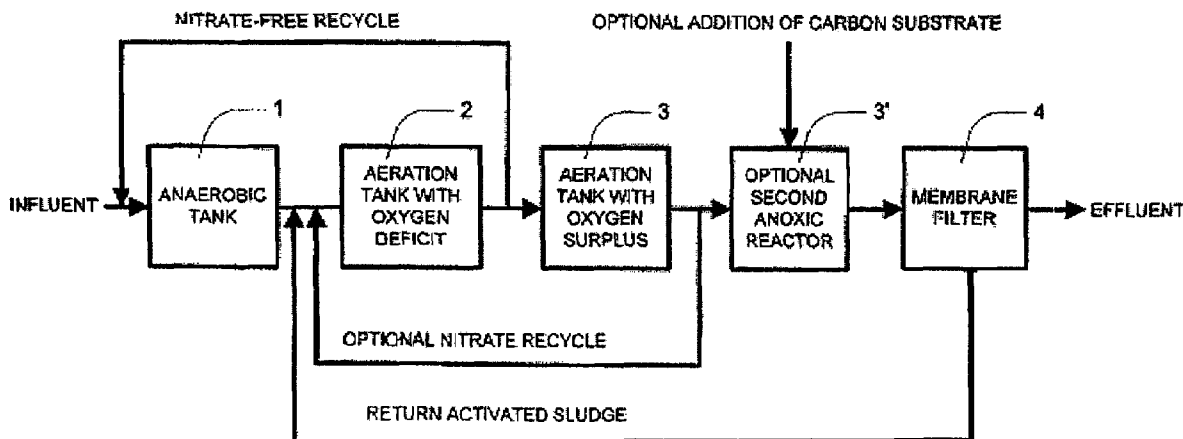 NITRATE-FREE RECYCLE
OPTIONAL ADDITION OF CARBON SUBSTRATE
1
2
3
3'
4
INFLUENT
ANAEROBIC
TANK
AERATION
TANK WITH
OXYGEN
DEFICIT
AERATION
TANK WITH
OXYGEN
SURPLUS
OPTIONAL
SECOND
ANOXIC
REACTOR
MEMBRANE
FILTER
EFFLUENT
OPTIONAL NITRATE RECYCLE
RETURN ACTIVATED SLUDGE